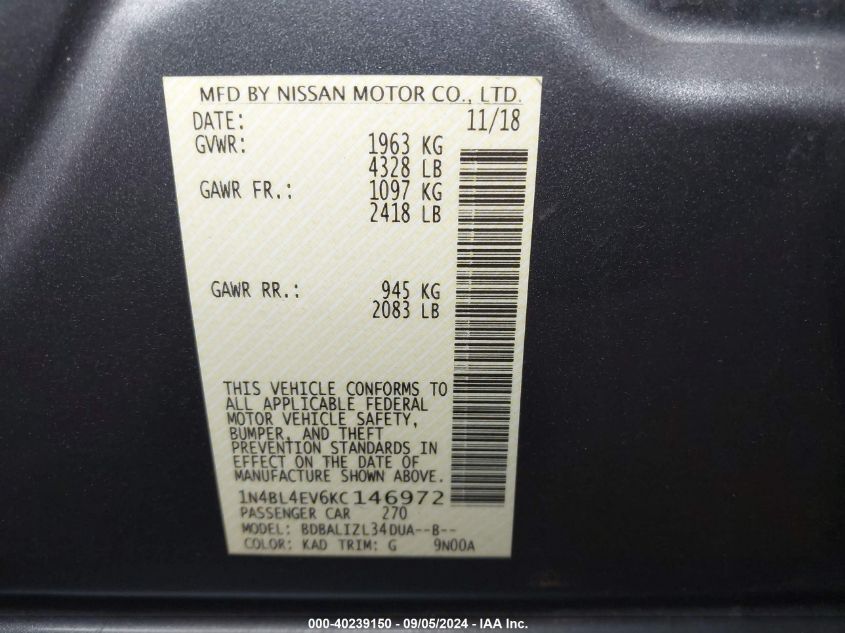 MFD BY NISSAN MOTOR CO., LTD.
DATE: 11/18
GVWR: 1963 KG
4328 LB
GAWR FR.: 1097 KG
2418 LB
GAWR RR.: 945 KG
2083 LB
THIS VEHICLE CONFORMS TO
ALL APPLICABLE FEDERAL
MOTOR VEHICLE SAFETY,
BUMPER, AND THEFT
PREVENTION STANDARDS IN
EFFECT ON THE DATE OF
MANUFACTURE SHOWN ABOVE.
1N4BL4EV6KC146972
PASSENGER CAR 270
MODEL: BDBALIZL34DUA--B--
COLOR: KAD TRIM: G 9N00A
000-40239150 - 09/05/2024 - IAA Inc.